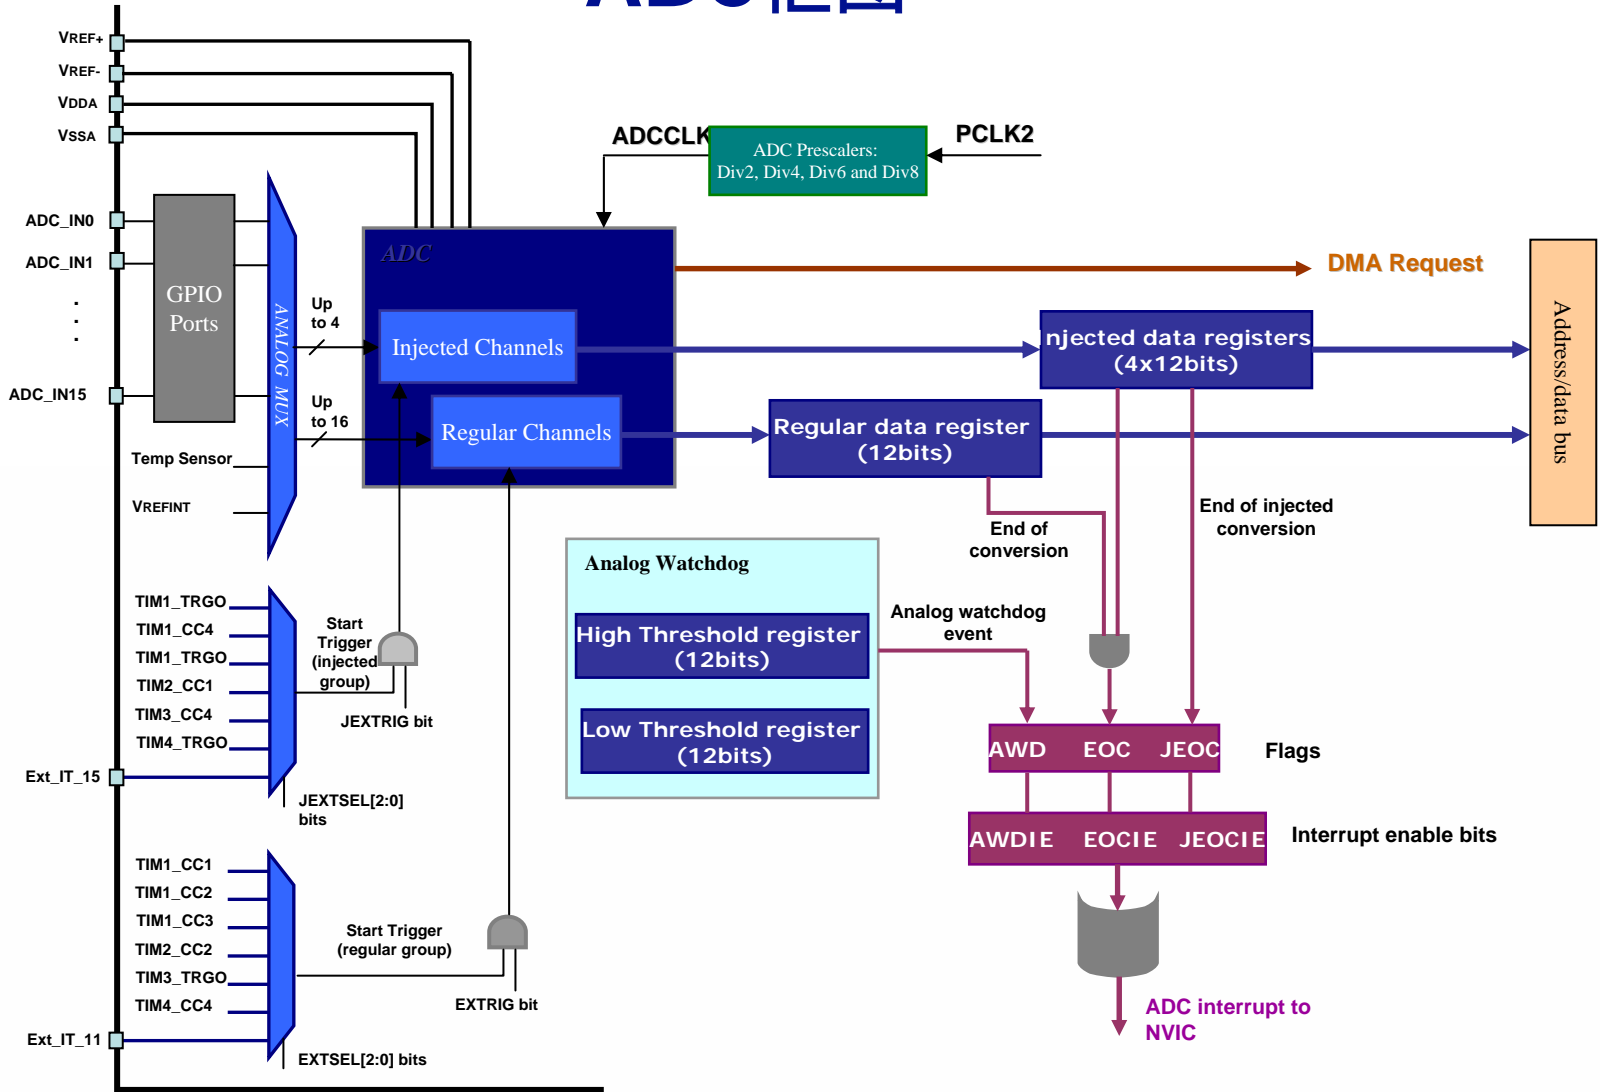 ADC框图
VREF+
VREF-
VDDA
VSSA
ADCCLK
ADC Prescalers:
Div2, Div4, Div6 and Div8
PCLK2
ADC_IN0
ADC_IN1
.
.
.
ADC_IN15
GPIO
Ports
ANALOG MUX
Temp Sensor
VREFINT
Up
to 4
Up
to 16
ADC
Injected Channels
Regular Channels
DMA Request
njected data registers
(4x12bits)
Regular data register
(12bits)
Address/data bus
End of
conversion
End of injected
conversion
Analog Watchdog
High Threshold register
(12bits)
Low Threshold register
(12bits)
Analog watchdog
event
TIM1_TRGO
TIM1_CC4
TIM1_TRGO
TIM2_CC1
TIM3_CC4
TIM4_TRGO
Ext_IT_15
Start
Trigger
(injected
group)
JEXTRIG bit
JEXTSEL[2:0]
bits
AWD EOC JEOC
Flags
AWDIE EOCIE JEOCIE
Interrupt enable bits
TIM1_CC1
TIM1_CC2
TIM1_CC3
TIM2_CC2
TIM3_TRGO
TIM4_CC4
Ext_IT_11
Start Trigger
(regular group)
EXTRIG bit
EXTSEL[2:0] bits
ADC interrupt to
NVIC